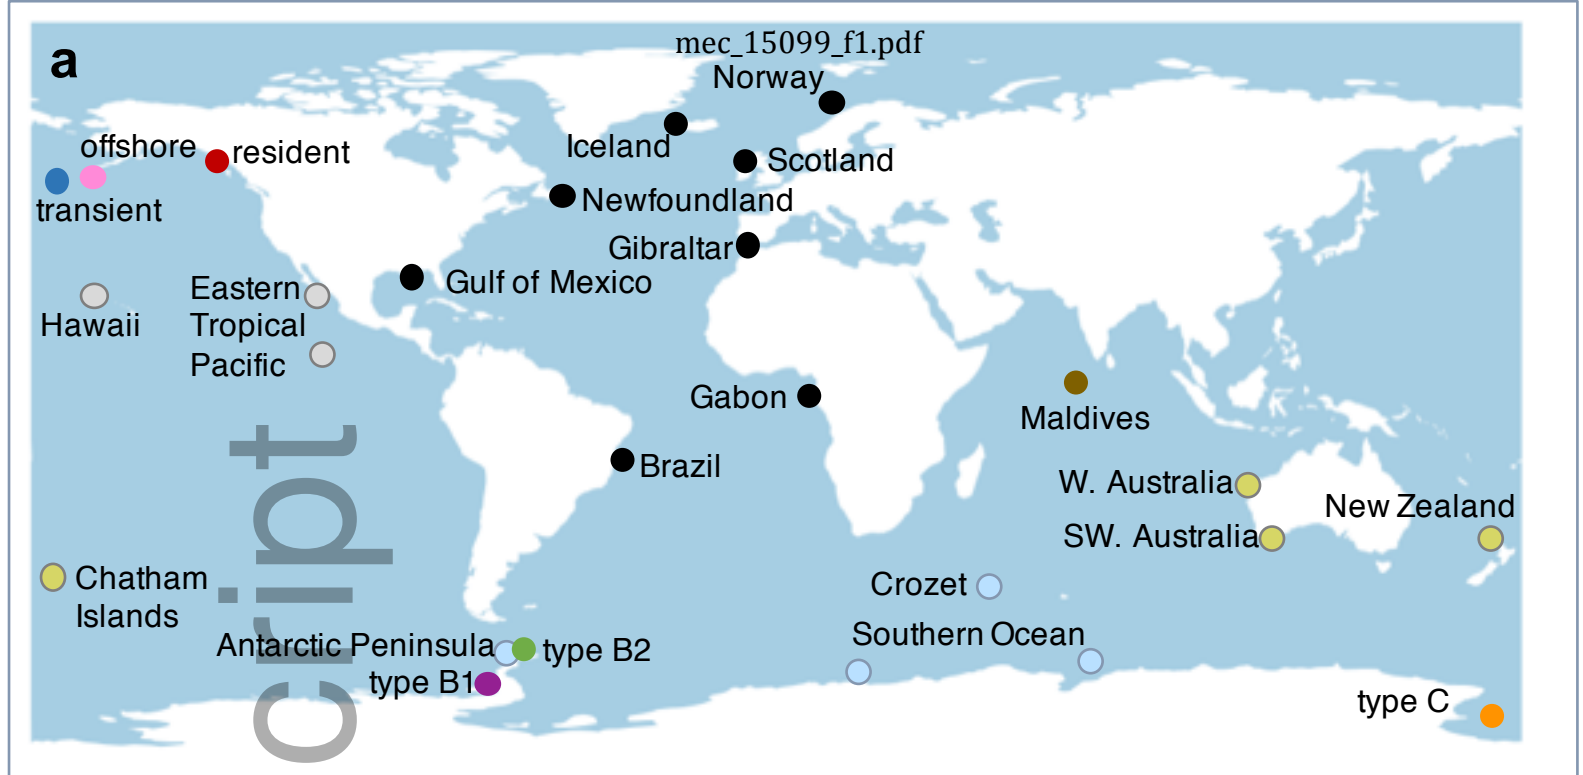 a
mec_15099_f1.pdf
Norway
offshore
resident
Iceland
Scotland
transient
Newfoundland
Gibraltar
Gulf of Mexico
Hawaii
Eastern
Tropical
Pacific
Gabon
Maldives
Brazil
W. Australia
New Zealand
SW. Australia
Chatham
Islands
Crozet
Southern Ocean
Antarctic Peninsula
type B2
type B1
type C
cript